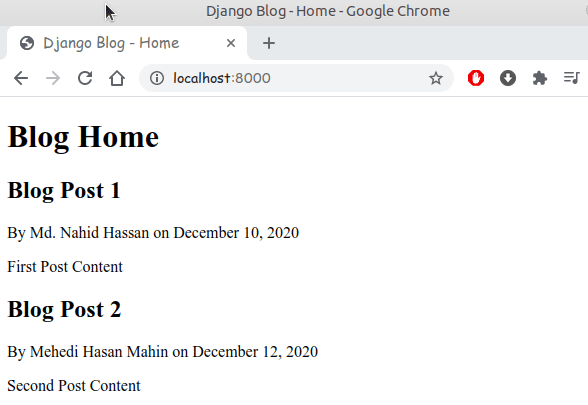 Django Blog - Home - Google Chrome
Django Blog - Home
localhost:8000
Blog Home
Blog Post 1
By Md. Nahid Hassan on December 10, 2020
First Post Content
Blog Post 2
By Mehedi Hasan Mahin on December 12, 2020
Second Post Content